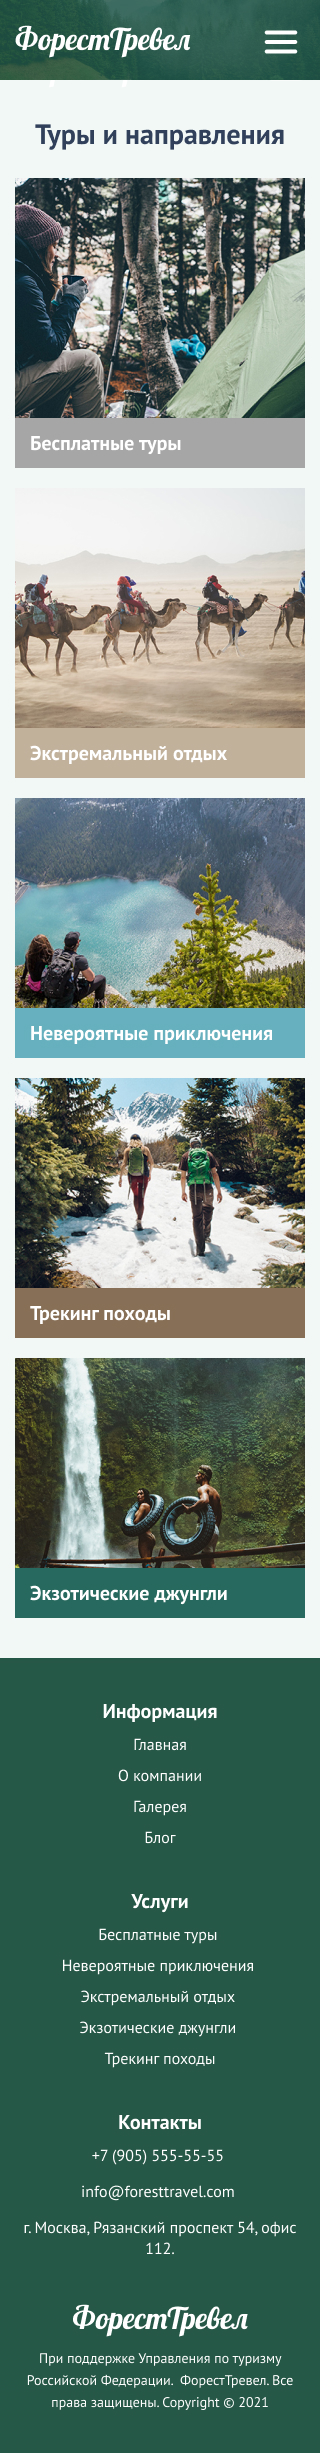 ФорестТревел
Туры и направления
Бесплатные туры
Экстремальный отдых
Невероятные приключения
Трекинг походы
Экзотические джунгли
Информация
Главная
О компании
Галерея
Блог
Услуги
Бесплатные туры
Невероятные приключения
Экстремальный отдых
Экзотические джунгли
Трекинг походы
Контакты
+7 (905) 555-55-55
info@foresttravel.com
г. Москва, Рязанский проспект 54, офис
112.
ФорестТревел
При поддержке Управления по туризму
Российской Федерации. ФорестТревел. Все
права защищены. Copyright © 2021